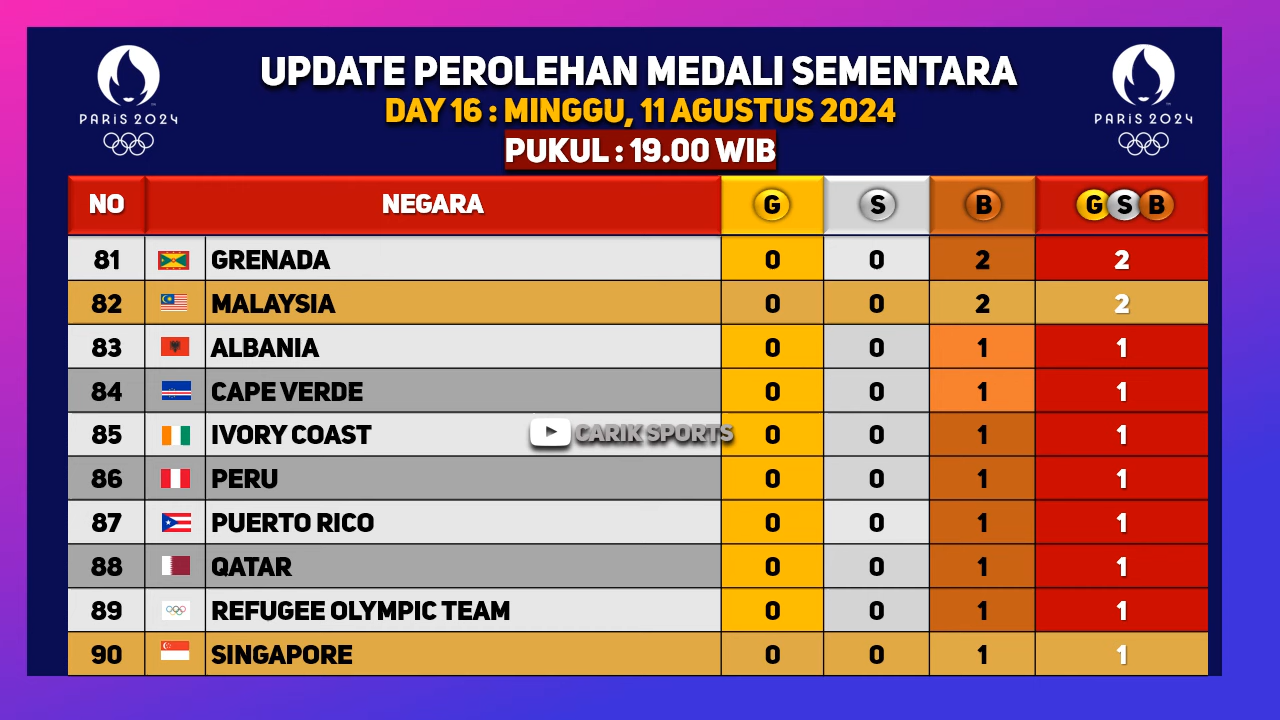 UPDATE PEROLEHAN MEDALI SEMENTARA
DAY 16 : MINGGU, 11 AGUSTUS 2024
PUKUL : 19.00 WIB
PARIS 2024
PARIS 2024
NO NEGARA G S B G S B
81 GRENADA 0 0 2 2
82 MALAYSIA 0 0 2 2
83 ALBANIA 0 0 1 1
84 CAPE VERDE 0 0 1 1
85 IVORY COAST 0 0 1 1
CARIK SPORTS
86 PERU 0 0 1 1
87 PUERTO RICO 0 0 1 1
88 QATAR 0 0 1 1
89 REFUGEE OLYMPIC TEAM 0 0 1 1
90 SINGAPORE 0 0 1 1